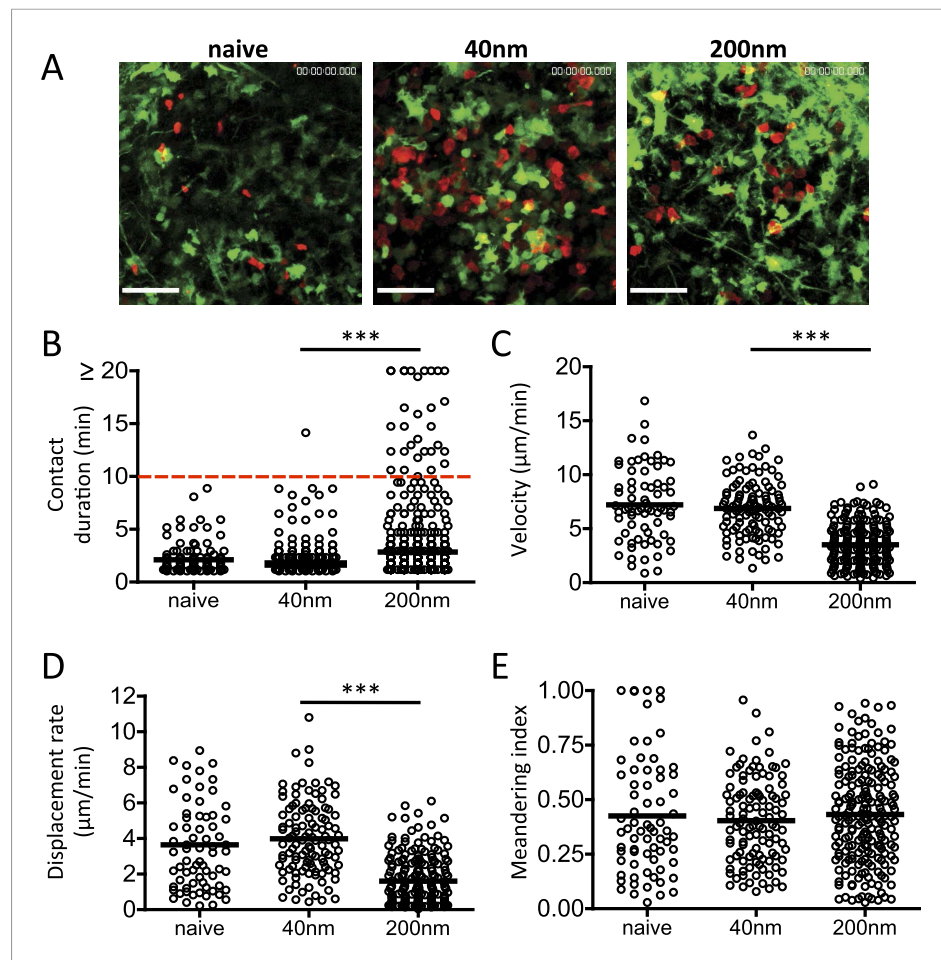 A
naive 40nm 200nm
00:00:00.000 00:00:00.000 00:00:00.000
B
***
Contact
duration (min)
≥ 20
15
10
5
0
naive 40nm 200nm
C
***
Velocity (µm/min)
20
15
10
5
0
naive 40nm 200nm
D
***
Displacement rate
(µm/min)
12
10
8
6
4
2
0
naive 40nm 200nm
E
Meandering index
1.00
0.75
0.50
0.25
0.00
naive 40nm 200nm